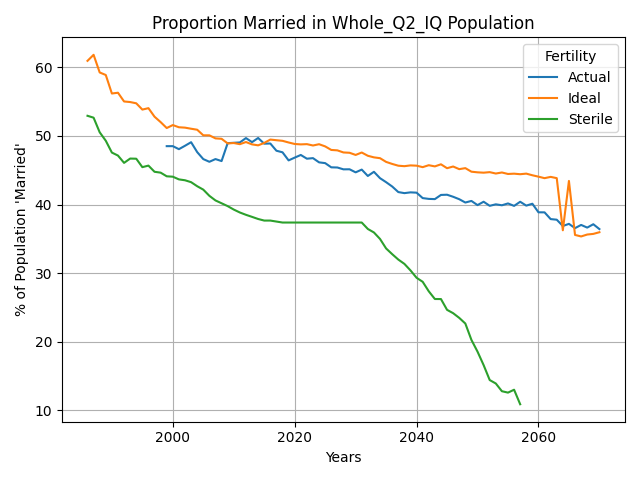 Proportion Married in Whole_Q2_IQ Population
Fertility
Actual
Ideal
Sterile
% of Population 'Married'
60
50
40
30
20
10
2000 2020 2040 2060
Years